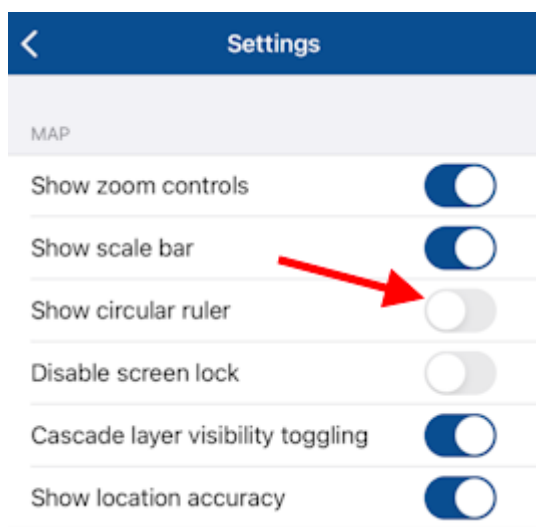 Settings
MAP
Show zoom controls
Show scale bar
Show circular ruler
Disable screen lock
Cascade layer visibility toggling
Show location accuracy